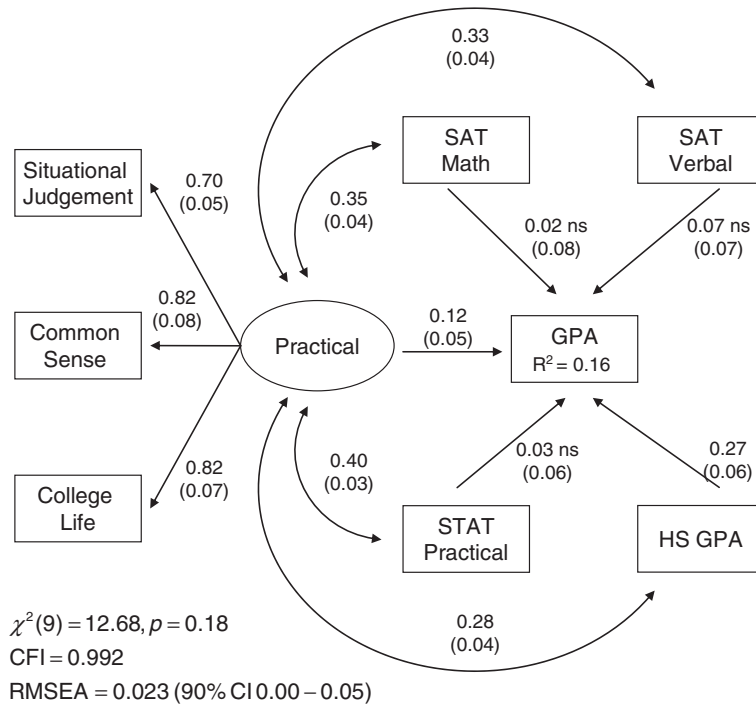 0.33
(0.04)
SAT
Math
SAT
Verbal
Situational
Judgement
0.70
(0.05)
0.35
(0.04)
0.02 ns
(0.08)
0.07 ns
(0.07)
Common
Sense
0.82
(0.08)
Practical
0.12
(0.05)
GPA
R² = 0.16
College
Life
0.82
(0.07)
0.40
(0.03)
0.03 ns
(0.06)
0.27
(0.06)
STAT
Practical
HS GPA
0.28
(0.04)
χ²(9) = 12.68, p = 0.18
CFI = 0.992
RMSEA = 0.023 (90% CI 0.00 – 0.05)